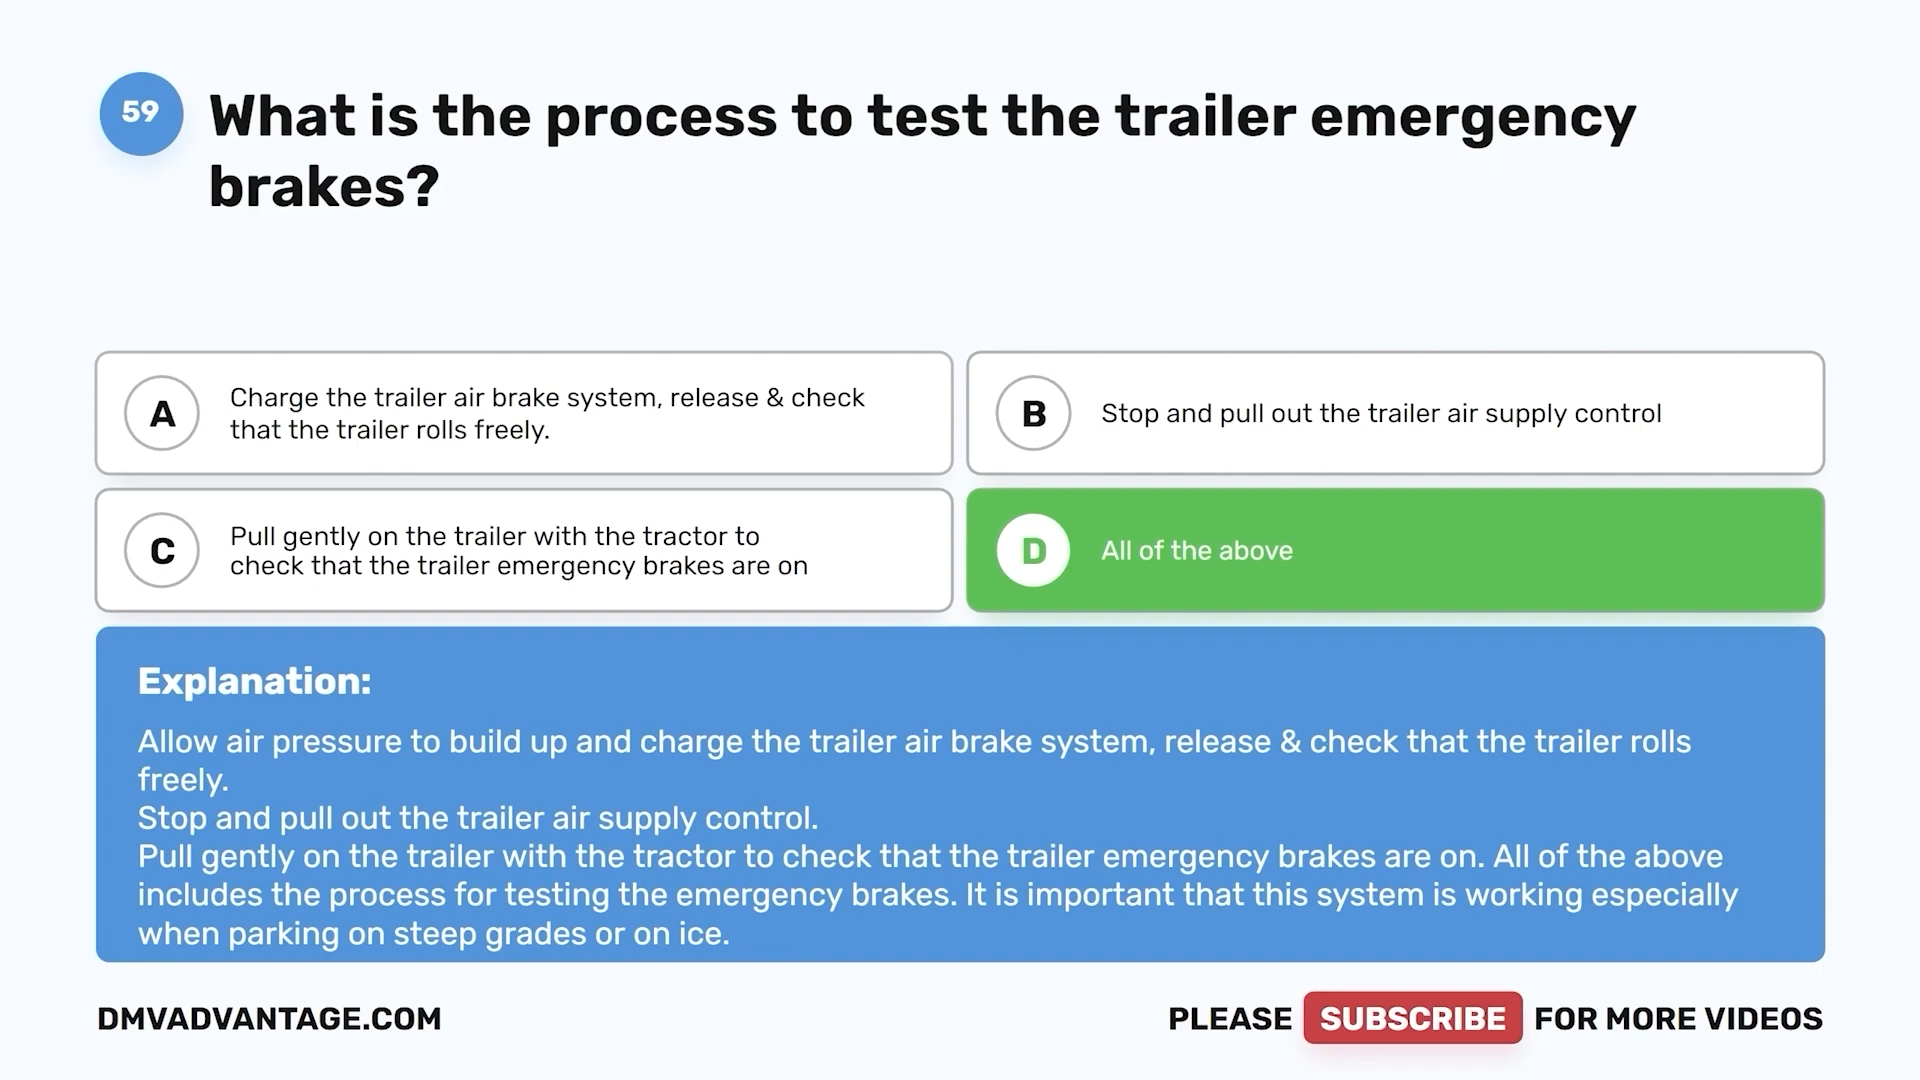 59
What is the process to test the trailer emergency
brakes?
A
Charge the trailer air brake system, release & check
that the trailer rolls freely.
B
Stop and pull out the trailer air supply control
C
Pull gently on the trailer with the tractor to
check that the trailer emergency brakes are on
D
All of the above
Explanation:
Allow air pressure to build up and charge the trailer air brake system, release & check that the trailer rolls
freely.
Stop and pull out the trailer air supply control.
Pull gently on the trailer with the tractor to check that the trailer emergency brakes are on. All of the above
includes the process for testing the emergency brakes. It is important that this system is working especially
when parking on steep grades or on ice.
DMVADVANTAGE.COM
PLEASE SUBSCRIBE FOR MORE VIDEOS